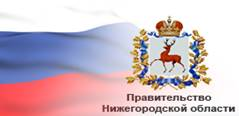 Правительство
Нижегородской области